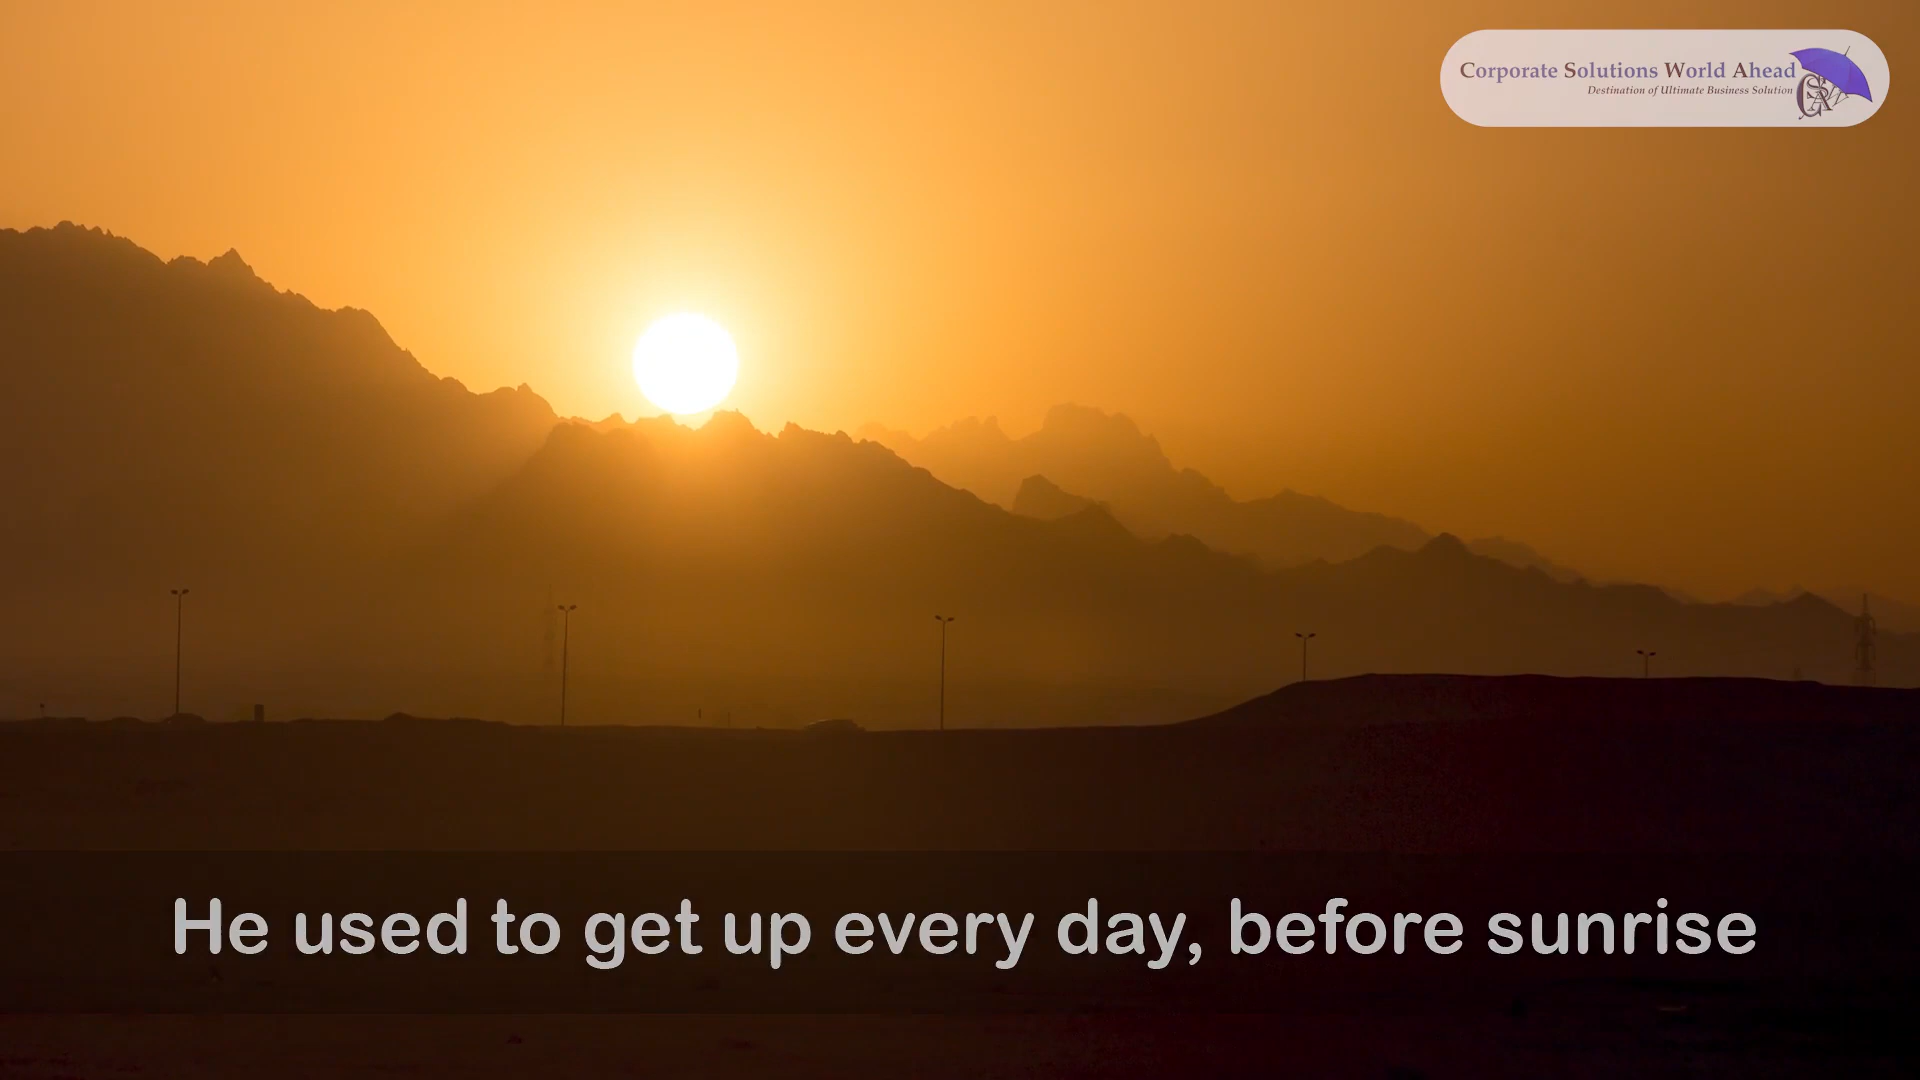 Corporate Solutions World Ahead
Destination of Ultimate Business Solution
He used to get up every day, before sunrise